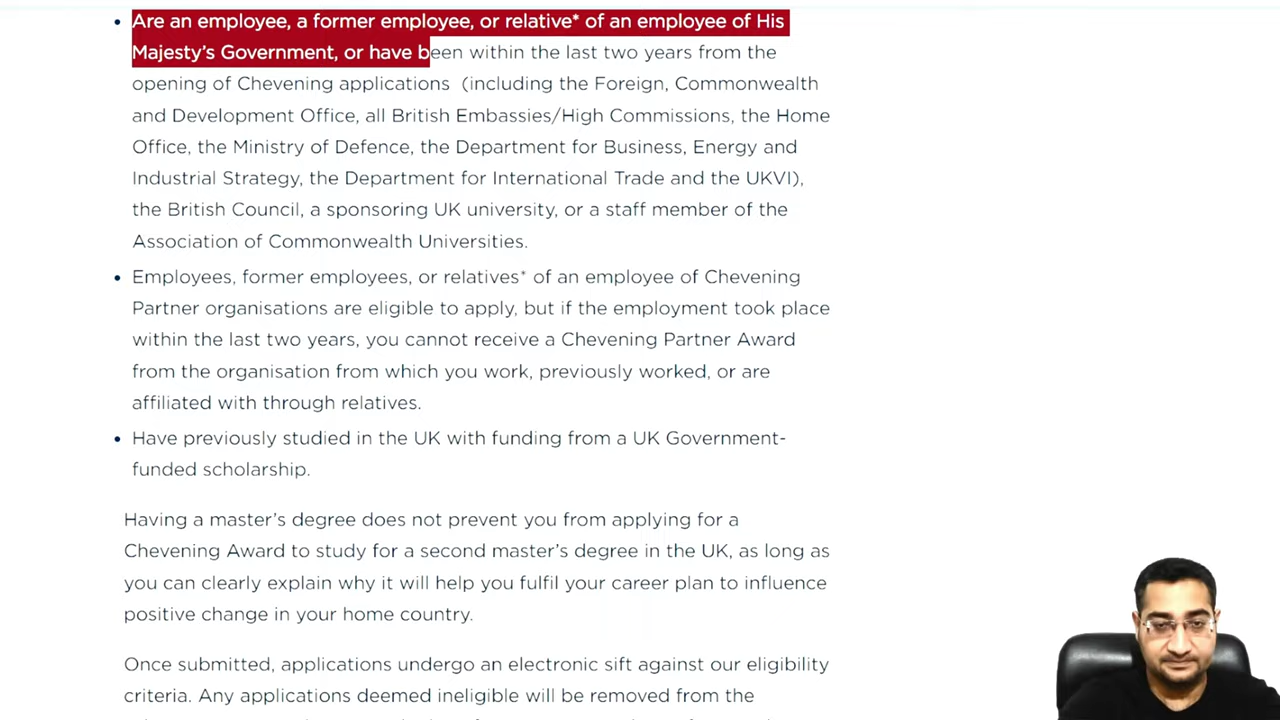 Are an employee, a former employee, or relative* of an employee of His
Majesty’s Government, or have been within the last two years from the
opening of Chevening applications  (including the Foreign, Commonwealth
and Development Office, all British Embassies/High Commissions, the Home
Office, the Ministry of Defence, the Department for Business, Energy and
Industrial Strategy, the Department for International Trade and the UKVI),
the British Council, a sponsoring UK university, or a staff member of the
Association of Commonwealth Universities.
Employees, former employees, or relatives* of an employee of Chevening
Partner organisations are eligible to apply, but if the employment took place
within the last two years, you cannot receive a Chevening Partner Award
from the organisation from which you work, previously worked, or are
affiliated with through relatives.
Have previously studied in the UK with funding from a UK Government-
funded scholarship.
Having a master’s degree does not prevent you from applying for a
Chevening Award to study for a second master’s degree in the UK, as long as
you can clearly explain why it will help you fulfil your career plan to influence
positive change in your home country.
Once submitted, applications undergo an electronic sift against our eligibility
criteria. Any applications deemed ineligible will be removed from the